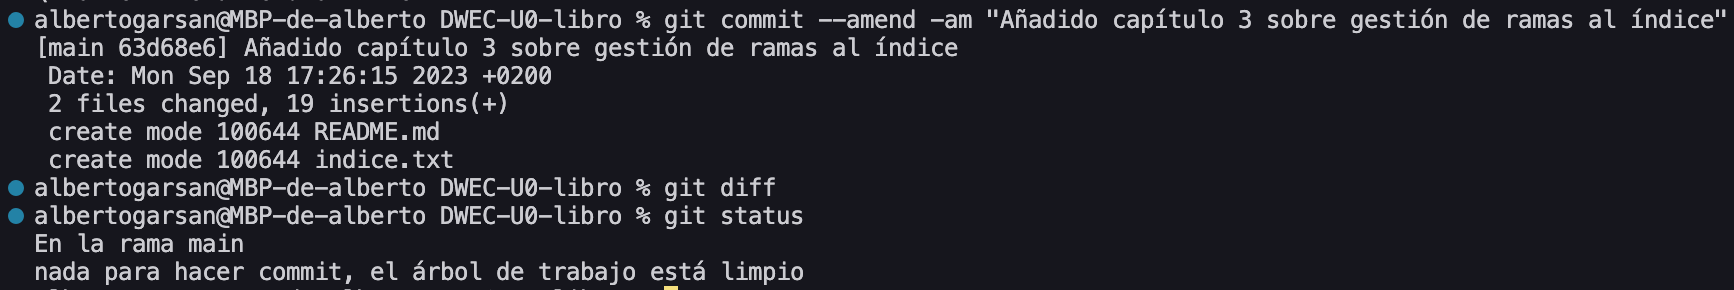 albertogarsan@MBP-de-alberto DWEC-U0-libro % git commit --amend -am "Añadido capítulo 3 sobre gestión de ramas al índice"
[main 63d68e6] Añadido capítulo 3 sobre gestión de ramas al índice
Date: Mon Sep 18 17:26:15 2023 +0200
2 files changed, 19 insertions(+)
create mode 100644 README.md
create mode 100644 indice.txt
albertogarsan@MBP-de-alberto DWEC-U0-libro % git diff
albertogarsan@MBP-de-alberto DWEC-U0-libro % git status
En la rama main
nada para hacer commit, el árbol de trabajo está limpio